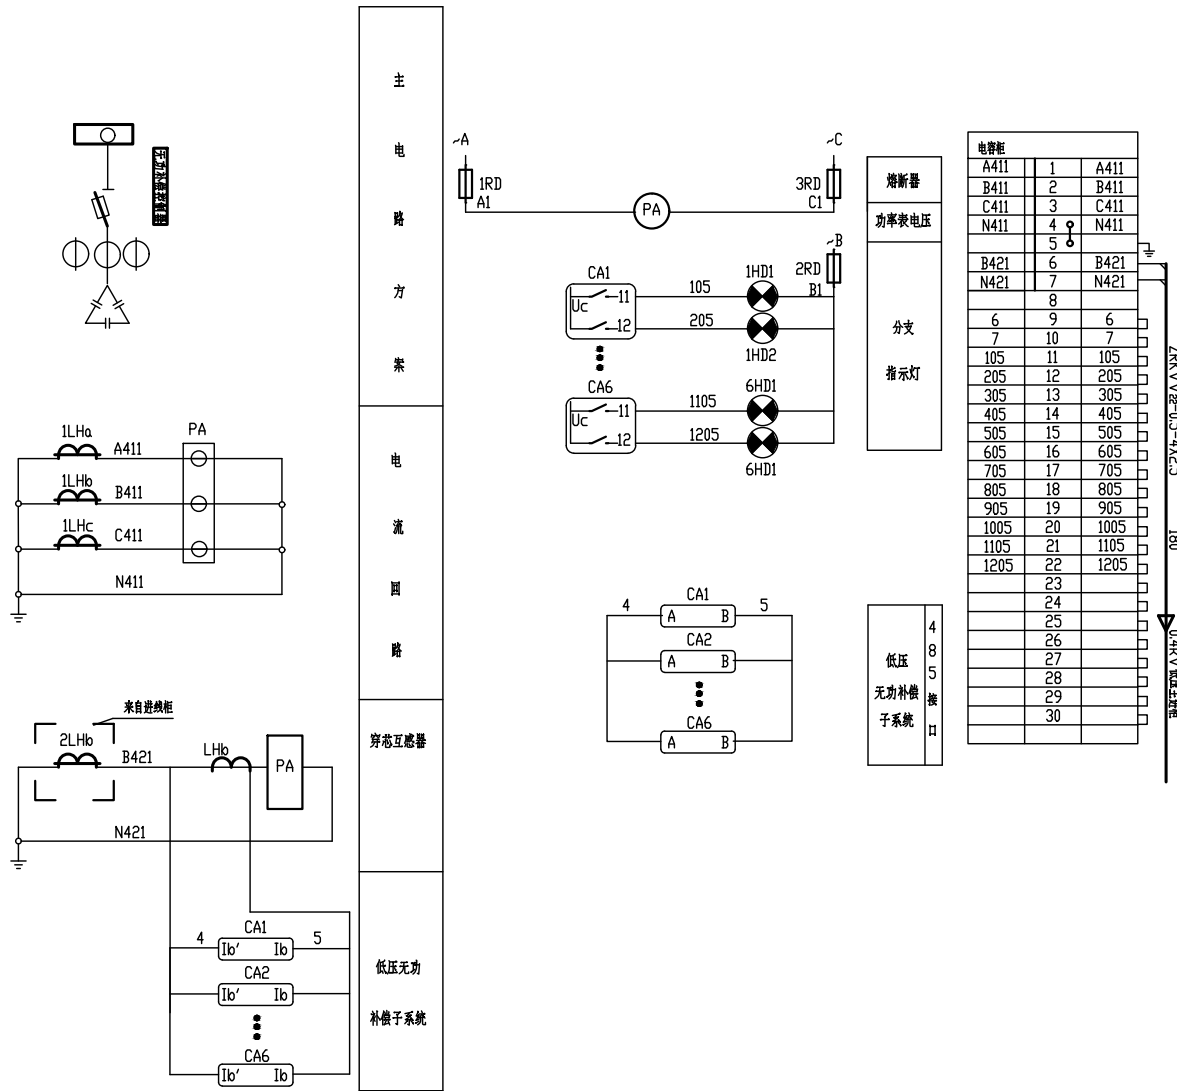 主
电
路
方
案
无功补偿控制器
1LHa
A411
PA
1LHb
B411
1LHc
C411
N411
电
流
回
路
来自进线柜
2LHb
B421
LHb
PA
N421
穿芯互感器
4
CA1
5
Ib′ Ib
CA2
Ib′ Ib
CA6
Ib′ Ib
低压无功
补偿子系统
~A
1RD
A1
PA
~C
3RD
C1
~B
2RD
B1
CA1
Uc
11
12
105
205
1HD1
1HD2
CA6
Uc
11
12
1105
1205
6HD1
6HD1
熔断器
功率表电压
分支
指示灯
4
CA1
5
A B
CA2
A B
CA6
A B
低压
无功补偿
子系统
4
8
5
接
口
电容柜
A411 1 A411
B411 2 B411
C411 3 C411
N411 4 N411
5
B421 6 B421
N421 7 N421
8
6 9 6
7 10 7
105 11 105
205 12 205
305 13 305
405 14 405
505 15 505
605 16 605
705 17 705
805 18 805
905 19 905
1005 20 1005
1105 21 1105
1205 22 1205
23
24
25
26
27
28
29
30
180